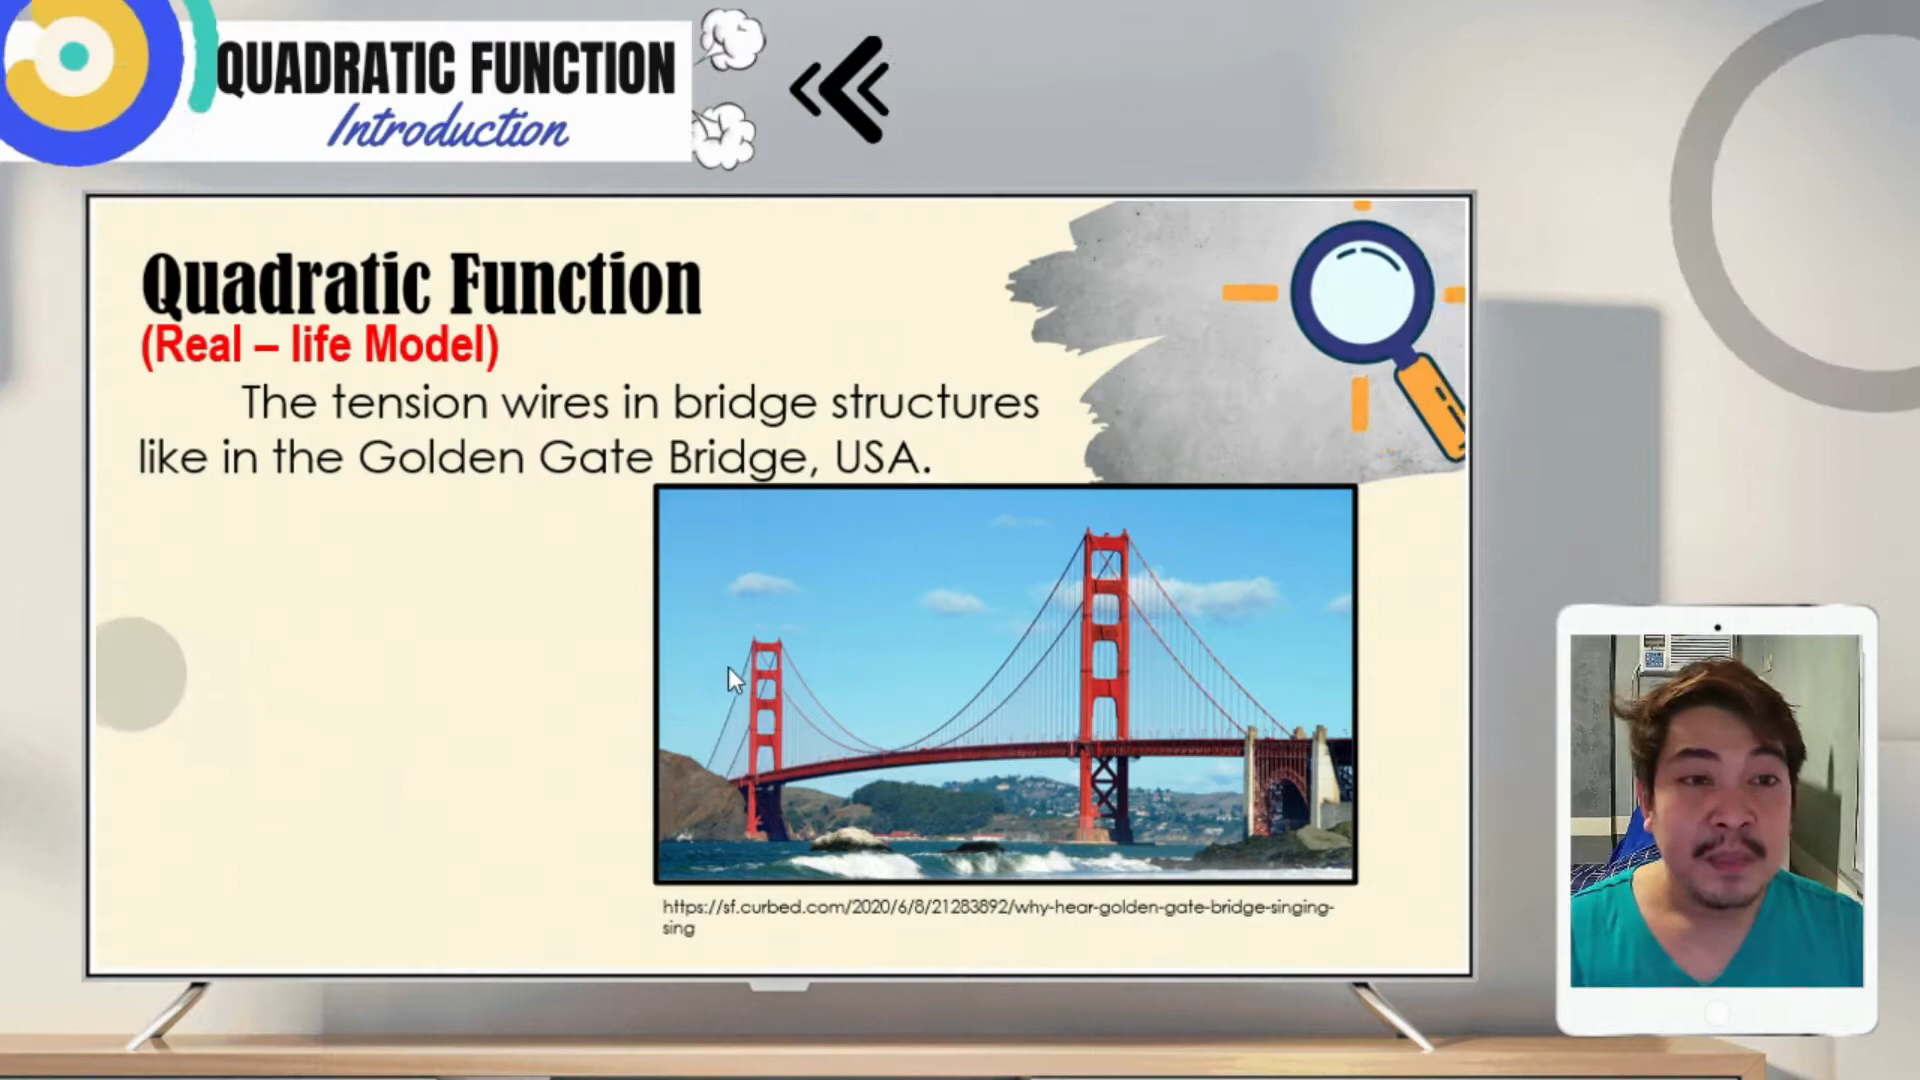 QUADRATIC FUNCTION
Introduction
Quadratic Function
(Real – life Model)
The tension wires in bridge structures
like in the Golden Gate Bridge, USA.
https://sf.curbed.com/2020/6/8/21283892/why-hear-golden-gate-bridge-singing-
sing